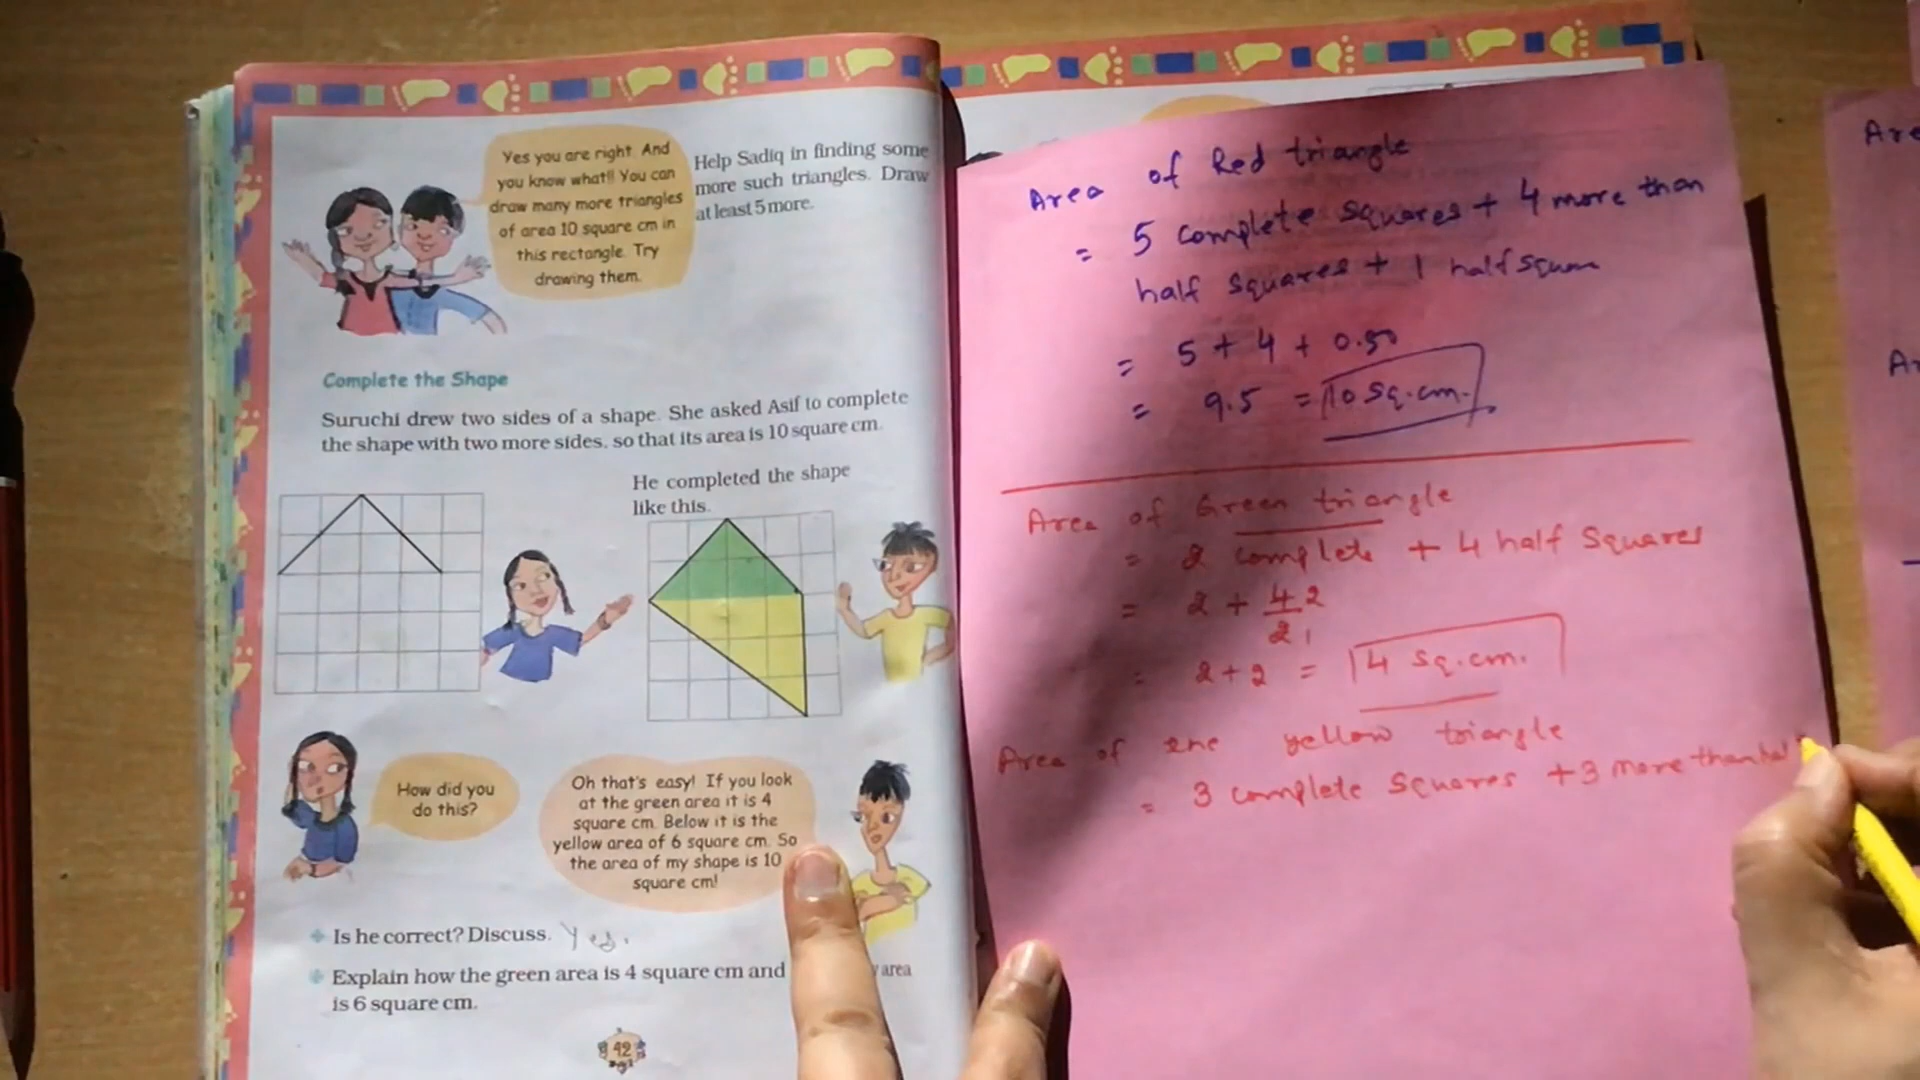 Yes you are right. And
you know what!! You can
draw many more triangles
of area 10 square cm in
this rectangle. Try
drawing them.
Help Sadiq in finding some
more such triangles. Draw
at least 5 more.
Complete the Shape
Suruchi drew two sides of a shape. She asked Asif to complete
the shape with two more sides, so that its area is 10 square cm.
He completed the shape
like this.
How did you
do this?
Oh that's easy! If you look
at the green area it is 4
square cm. Below it is the
yellow area of 6 square cm. So
the area of my shape is 10
square cm!
Is he correct? Discuss. Yes.
Explain how the green area is 4 square cm and area
is 6 square cm.
42
Area of Red triangle
= 5 complete squares + 4 more than
half squares + 1 half square
= 5 + 4 + 0.50
= 9.5 = 10 sq.cm.
Area of Green triangle
= 2 complete + 4 half squares
= 2 + 4/2 2/1
= 2+2 = 4 sq.cm.
Area of the yellow triangle
= 3 complete squares + 3 more than